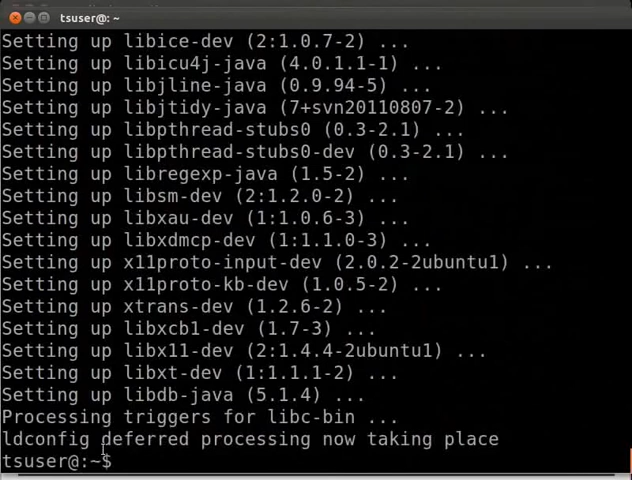 tsuser@: ~
Setting up libice-dev (2:1.0.7-2) ...
Setting up libicu4j-java (4.0.1.1-1) ...
Setting up libjline-java (0.9.94-5) ...
Setting up libjtidy-java (7+svn20110807-2) ...
Setting up libpthread-stubs0 (0.3-2.1) ...
Setting up libpthread-stubs0-dev (0.3-2.1) ...
Setting up libregexp-java (1.5-2) ...
Setting up libsm-dev (2:1.2.0-2) ...
Setting up libxau-dev (1:1.0.6-3) ...
Setting up libxdmcp-dev (1:1.1.0-3) ...
Setting up x11proto-input-dev (2.0.2-2ubuntu1) ...
Setting up x11proto-kb-dev (1.0.5-2) ...
Setting up xtrans-dev (1.2.6-2) ...
Setting up libxcb1-dev (1.7-3) ...
Setting up libx11-dev (2:1.4.4-2ubuntu1) ...
Setting up libxt-dev (1:1.1.1-2) ...
Setting up libdb-java (5.1.4) ...
Processing triggers for libc-bin ...
ldconfig deferred processing now taking place
tsuser@:~$